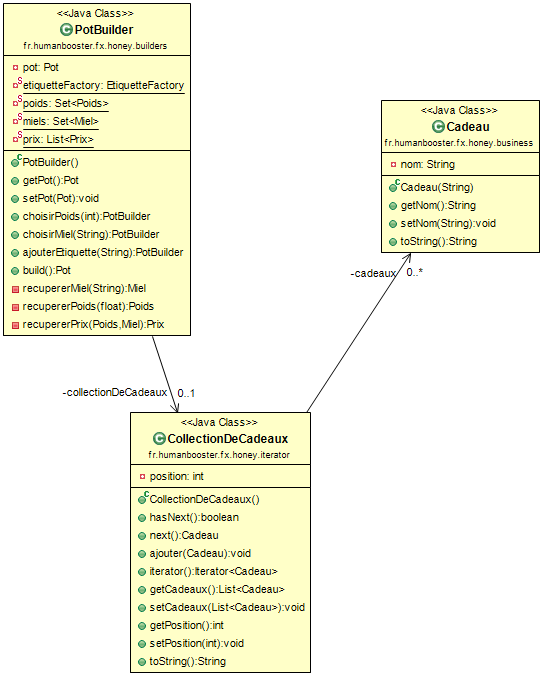 <<Java Class>>
PotBuilder
fr.humanbooster.fx.honey.builders
pot: Pot
etiquetteFactory: EtiquetteFactory
poids: Set<Poids>
miels: Set<Miel>
prix: List<Prix>
PotBuilder()
getPot():Pot
setPot(Pot):void
choisirPoids(int):PotBuilder
choisirMiel(String):PotBuilder
ajouterEtiquette(String):PotBuilder
build():Pot
recupererMiel(String):Miel
recupererPoids(float):Poids
recupererPrix(Poids,Miel):Prix
<<Java Class>>
Cadeau
fr.humanbooster.fx.honey.business
nom: String
Cadeau(String)
getNom():String
setNom(String):void
toString():String
-cadeaux 0..*
-collectionDeCadeaux 0..1
<<Java Class>>
CollectionDeCadeaux
fr.humanbooster.fx.honey.iterator
position: int
CollectionDeCadeaux()
hasNext():boolean
next():Cadeau
ajouter(Cadeau):void
iterator():Iterator<Cadeau>
getCadeaux():List<Cadeau>
setCadeaux(List<Cadeau>):void
getPosition():int
setPosition(int):void
toString():String